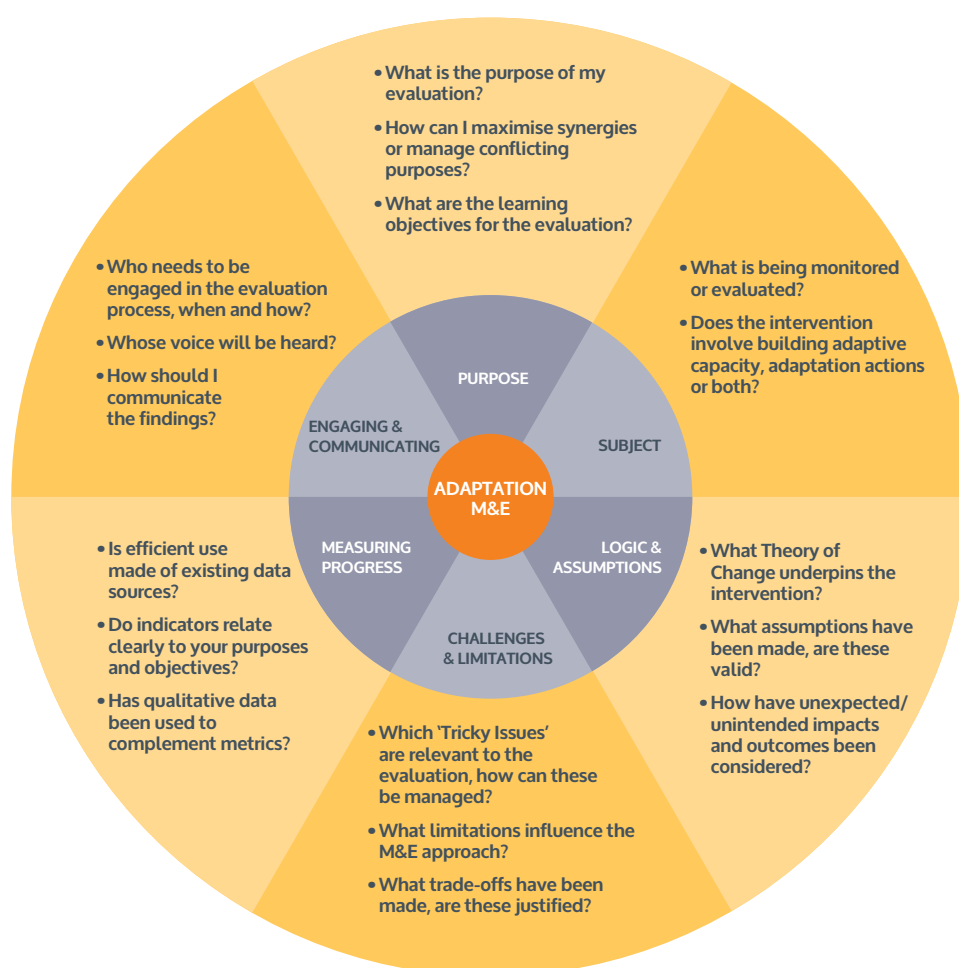 • What is the purpose of my
evaluation?
• How can I maximise synergies
or manage conflicting
purposes?
• What are the learning
objectives for the evaluation?
• What is being monitored
or evaluated?
• Does the intervention
involve building adaptive
capacity, adaptation actions
or both?
• What Theory of
Change underpins the
intervention?
• What assumptions have
been made, are these
valid?
• How have unexpected/
unintended impacts
and outcomes been
considered?
• Which ‘Tricky Issues’
are relevant to the
evaluation, how can these
be managed?
• What limitations influence the
M&E approach?
• What trade-offs have been
made, are these justified?
• Is efficient use
made of existing data
sources?
• Do indicators relate
clearly to your purposes
and objectives?
• Has qualitative data
been used to
complement metrics?
• Who needs to be
engaged in the evaluation
process, when and how?
• Whose voice will be heard?
• How should I
communicate
the findings?
PURPOSE
SUBJECT
LOGIC &
ASSUMPTIONS
CHALLENGES
& LIMITATIONS
MEASURING
PROGRESS
ENGAGING &
COMMUNICATING
ADAPTATION
M&E